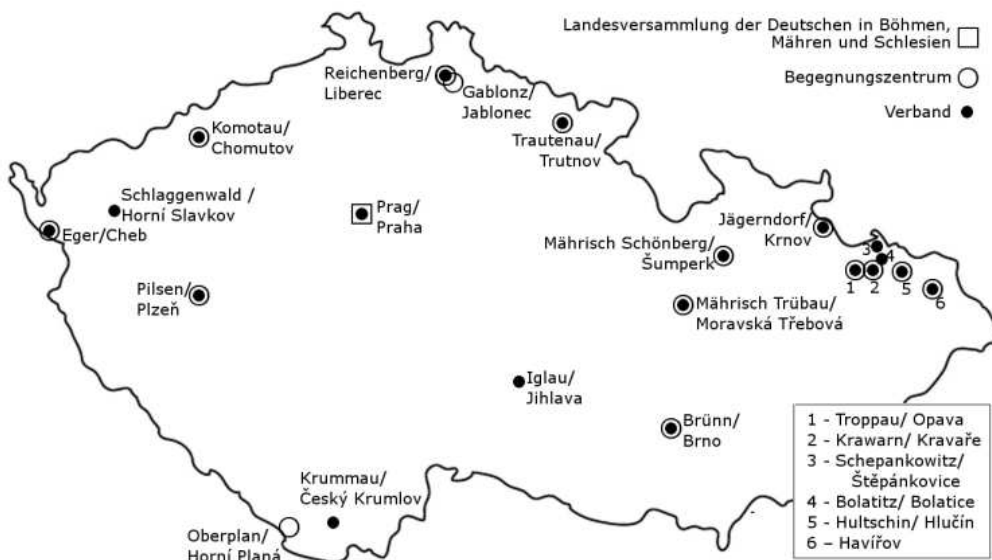 Landesversammlung der Deutschen in Böhmen,
Mähren und Schlesien
Begegnungszentrum
Verband
Reichenberg/
Liberec
Gablonz/
Jablonec
Komotau/
Chomutov
Trautenau/
Trutnov
Schlaggenwald /
Horní Slavkov
Prag/
Praha
Eger/Cheb
Jägerndorf/
Krnov
Mährisch Schönberg/
Šumperk
3
4
1
2
5
6
Pilsen/
Plzeň
Mährisch Trübau/
Moravská Třebová
Iglau/
Jihlava
Brünn/
Brno
Krummau/
Český Krumlov
Oberplan/
Horní Planá
1 - Troppau/ Opava
2 - Krawarn/ Kravaře
3 - Schepankowitz/
Štěpánkovice
4 - Bolatitz/ Bolatice
5 - Hultschin/ Hlučín
6 – Havířov